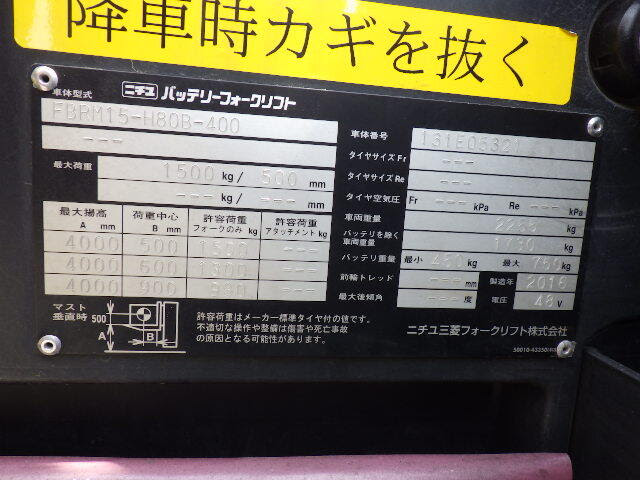 降車時カギを抜く
ニチユ バッテリーフォークリフト
車体型式 FBRM15-H80B-400
---
最大荷重 1500 kg / 500 mm
---kg / --- mm
最大揚高 A mm 荷重中心 B mm 許容荷重 フォークのみ kg 許容荷重 アタッチメント kg
4000 500 1500 ---
4000 600 1300 ---
4000 900 ---
マスト垂直時 500
A
B
許容荷重はメーカー標準タイヤ付の値です。
不適切な操作や整備は傷害や死亡事故
の原因となる可能性があります。
車体番号 131E05321
タイヤサイズ Fr ---
タイヤサイズ Re ---
タイヤ空気圧 Fr --- kPa Re --- kPa
車両重量 kg
バッテリを除く車両重量 1730 kg
バッテリ重量 最小 kg 最大 760 kg
前輪トレッド --- mm 製造年 2016
最大後傾角 --- 度 電圧 48 V
ニチユ三菱フォークリフト株式会社